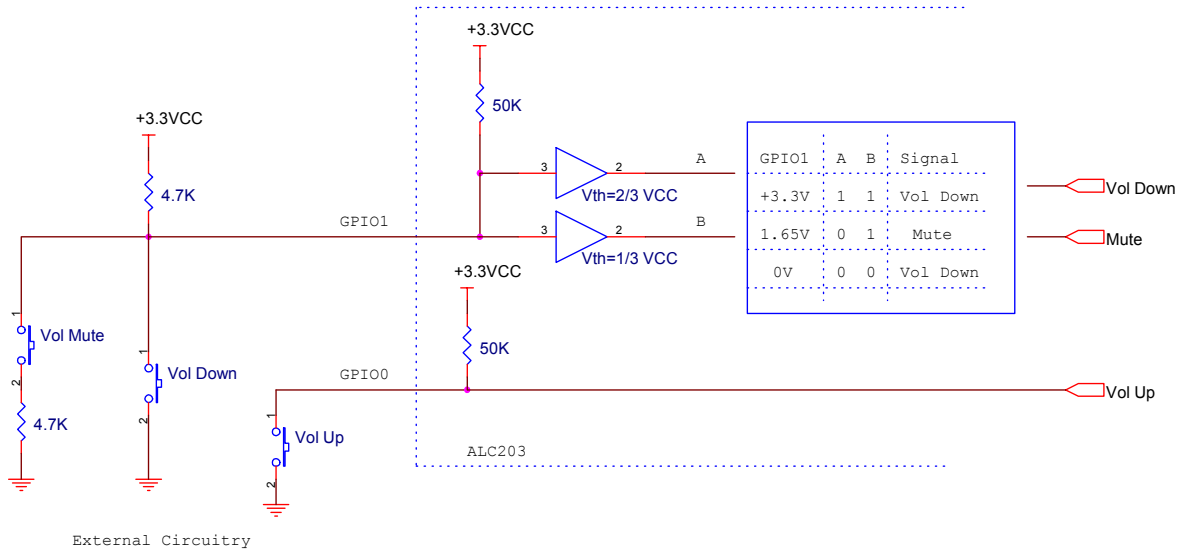 +3.3VCC
50K
+3.3VCC
4.7K
GPIO1
3
2
Vth=2/3 VCC
A
3
2
Vth=1/3 VCC
B
GPIO1 A B Signal
+3.3V 1 1 Vol Down
1.65V 0 1 Mute
0V 0 0 Vol Down
Vol Down
Mute
+3.3VCC
50K
1
Vol Mute
2
4.7K
1
Vol Down
2
GPIO0
Vol Up
1
Vol Up
2
ALC203
External Circuitry